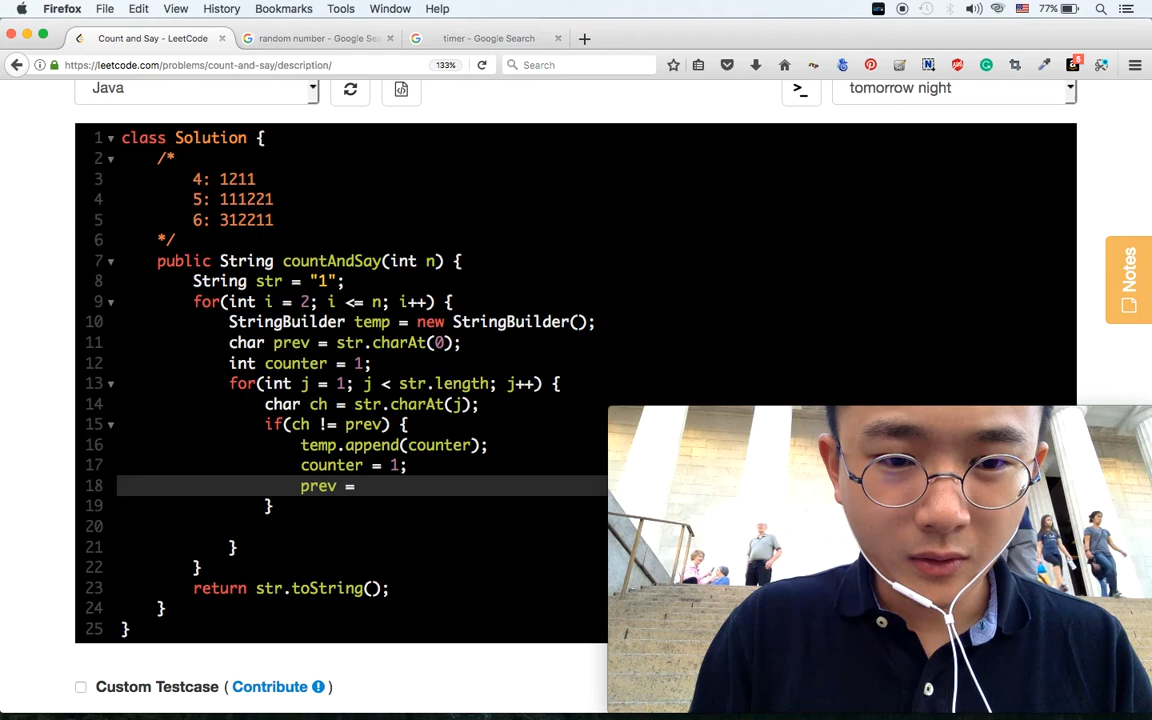 Firefox File Edit View History Bookmarks Tools Window Help 77%
Count and Say - LeetCode random number - Google Sea timer - Google Search
https://leetcode.com/problems/count-and-say/description/ 133% Search 6
Java tomorrow night
1 class Solution {
2 /*
3 4: 1211
4 5: 111221
5 6: 312211
6 */
7 public String countAndSay(int n) {
8 String str = "1";
9 for(int i = 2; i <= n; i++) {
10 StringBuilder temp = new StringBuilder();
11 char prev = str.charAt(0);
12 int counter = 1;
13 for(int j = 1; j < str.length; j++) {
14 char ch = str.charAt(j);
15 if(ch != prev) {
16 temp.append(counter);
17 counter = 1;
18 prev =
19 }
20
21 }
22 }
23 return str.toString();
24 }
25 }
Notes
Custom Testcase ( Contribute )